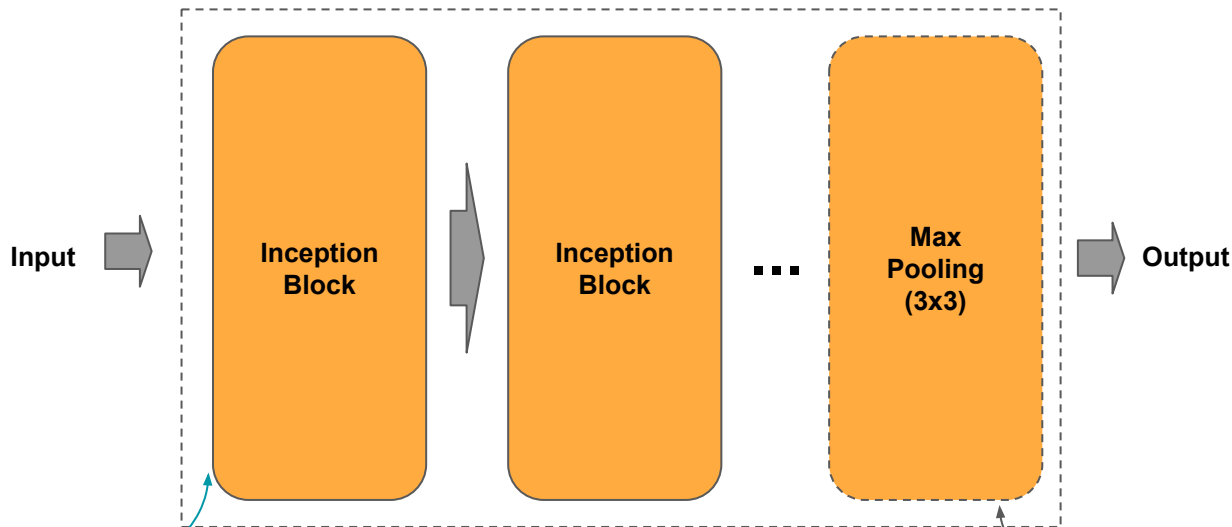 Input
Inception
Block
Inception
Block
...
Max
Pooling
(3x3)
Output